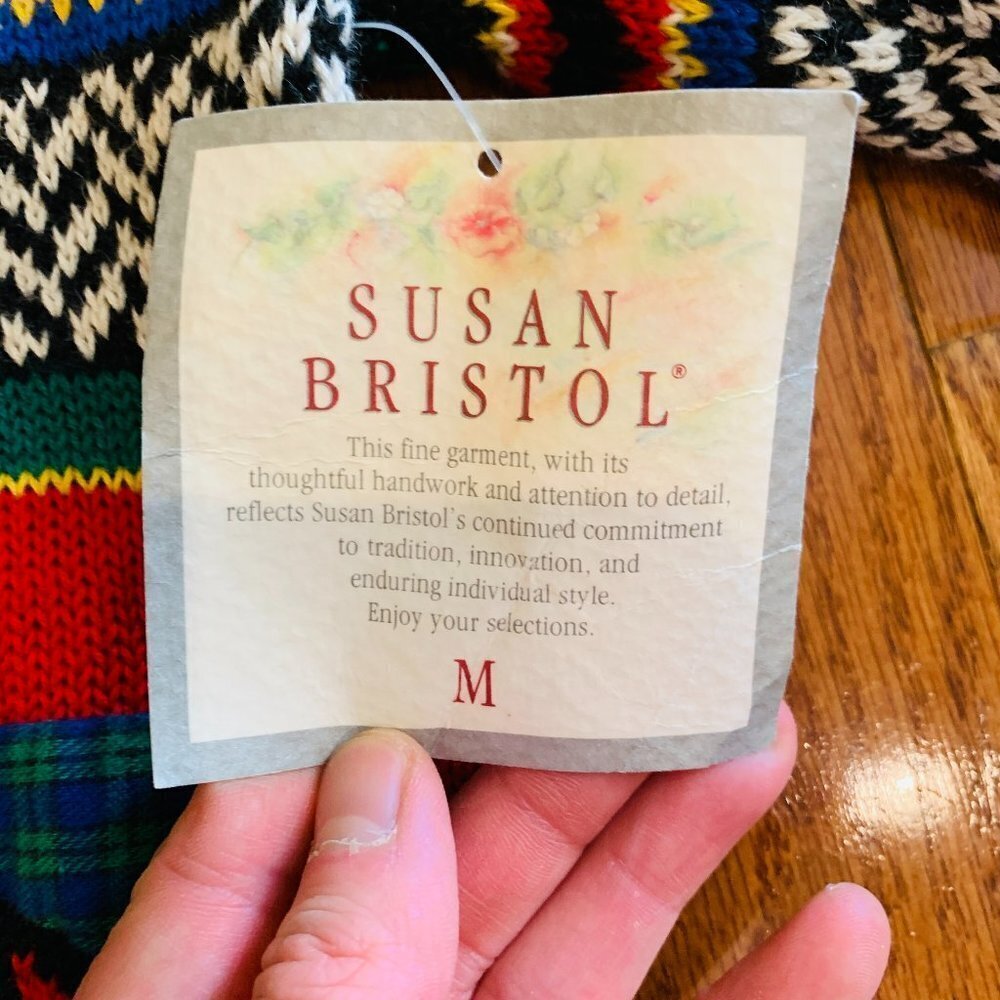 SUSAN
BRISTOL®
This fine garment, with its
thoughtful handwork and attention to detail,
reflects Susan Bristol's continued commitment
to tradition, innovation, and
enduring individual style.
Enjoy your selections.
M